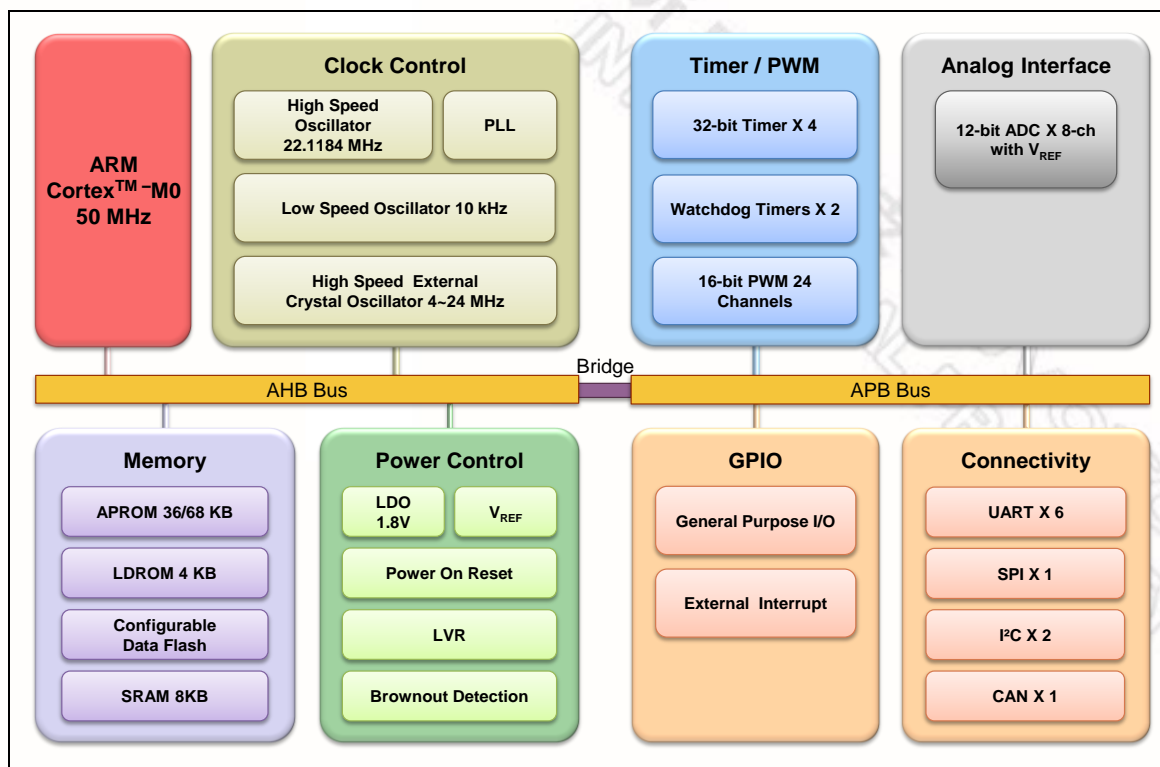 ARM
Cortex™ –M0
50 MHz
Clock Control
High Speed
Oscillator
22.1184 MHz
PLL
Low Speed Oscillator 10 kHz
High Speed External
Crystal Oscillator 4~24 MHz
Timer / PWM
32-bit Timer X 4
Watchdog Timers X 2
16-bit PWM 24
Channels
Analog Interface
12-bit ADC X 8-ch
with VREF
AHB Bus
Bridge
APB Bus
Memory
APROM 36/68 KB
LDROM 4 KB
Configurable
Data Flash
SRAM 8KB
Power Control
LDO
1.8V
VREF
Power On Reset
LVR
Brownout Detection
GPIO
General Purpose I/O
External Interrupt
Connectivity
UART X 6
SPI X 1
I²C X 2
CAN X 1